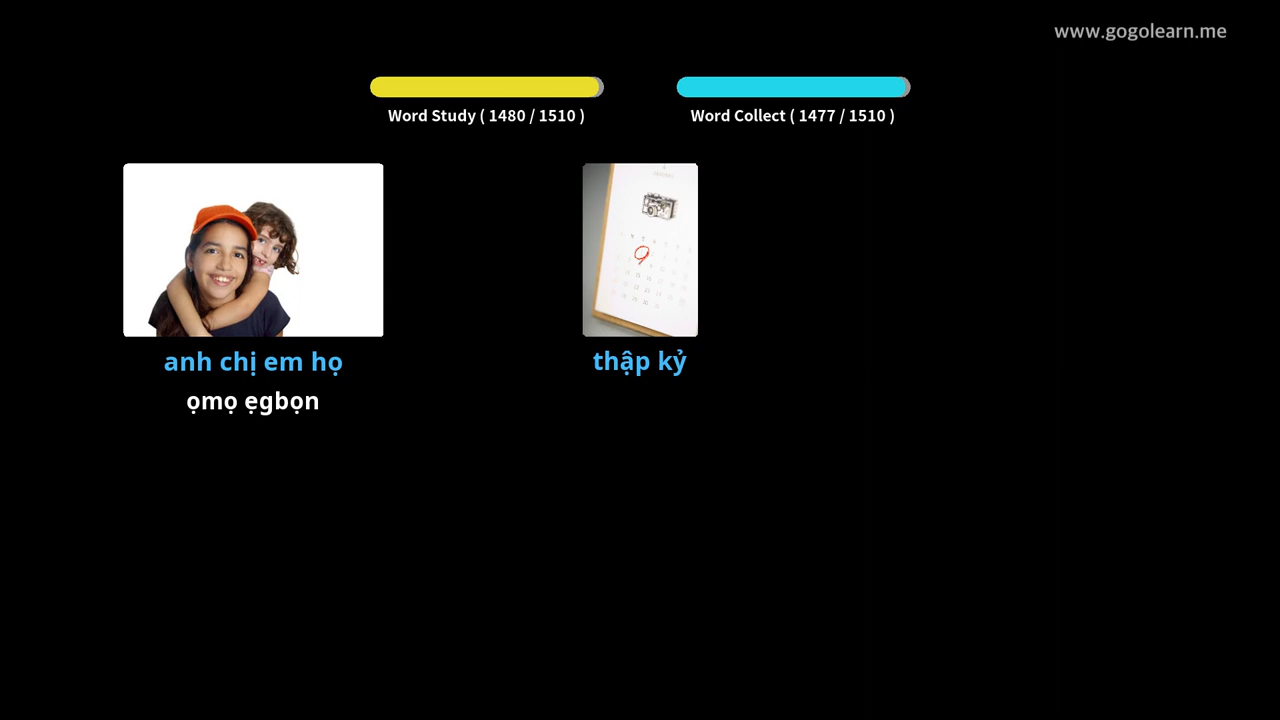 www.gogolearn.me
Word Study ( 1480 / 1510 )
Word Collect ( 1477 / 1510 )
anh chị em họ
ọmọ ẹgbọn
thập kỷ